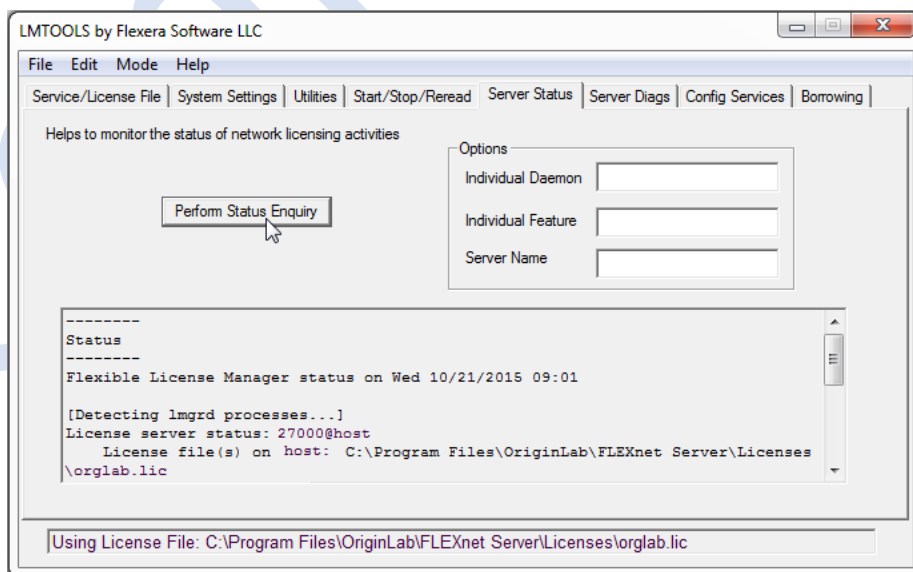 LMTOOLS by Flexera Software LLC
File Edit Mode Help
Service/License File System Settings Utilities Start/Stop/Reread Server Status Server Diags Config Services Borrowing
Helps to monitor the status of network licensing activities
Options
Individual Daemon
Perform Status Enquiry
Individual Feature
Server Name
--------
Status
--------
Flexible License Manager status on Wed 10/21/2015 09:01
[Detecting lmgrd processes...]
License server status: 27000@host
License file(s) on host: C:\Program Files\OriginLab\FLEXnet Server\Licenses
\orglab.lic
Using License File: C:\Program Files\OriginLab\FLEXnet Server\Licenses\orglab.lic